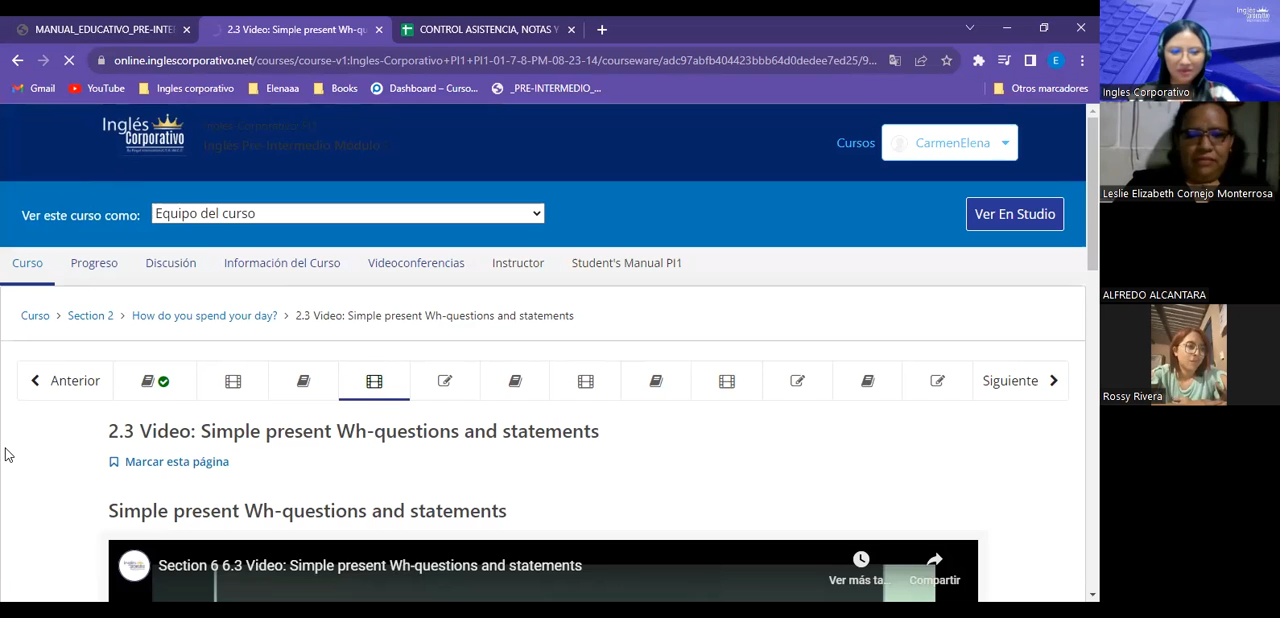 MANUAL_EDUCATIVO_PRE-INTE
2.3 Video: Simple present Wh-qu
CONTROL ASISTENCIA, NOTAS Y
online.inglescorporativo.net/courses/course-v1:Ingles-Corporativo+PI1+PI1-01-7-8-PM-08-23-14/courseware/adc97abfb404423bbb64d0dedee7ed25/9...
E
Gmail
YouTube
Ingles corporativo
Elenaaa
Books
Dashboard – Curso...
_PRE-INTERMEDIO_...
Otros marcadores
Inglés
Corporativo
Inglés Pre-Intermedio Módulo
Cursos
CarmenElena
Ver este curso como:
Equipo del curso
Ver En Studio
Curso
Progreso
Discusión
Información del Curso
Videoconferencias
Instructor
Student's Manual PI1
Curso > Section 2 > How do you spend your day? > 2.3 Video: Simple present Wh-questions and statements
Anterior
Siguiente
2.3 Video: Simple present Wh-questions and statements
Marcar esta página
Simple present Wh-questions and statements
Section 6 6.3 Video: Simple present Wh-questions and statements
Ver más ta...
Compartir
Ingles Corporativo
Leslie Elizabeth Cornejo Monterrosa
ALFREDO ALCANTARA
Rossy Rivera